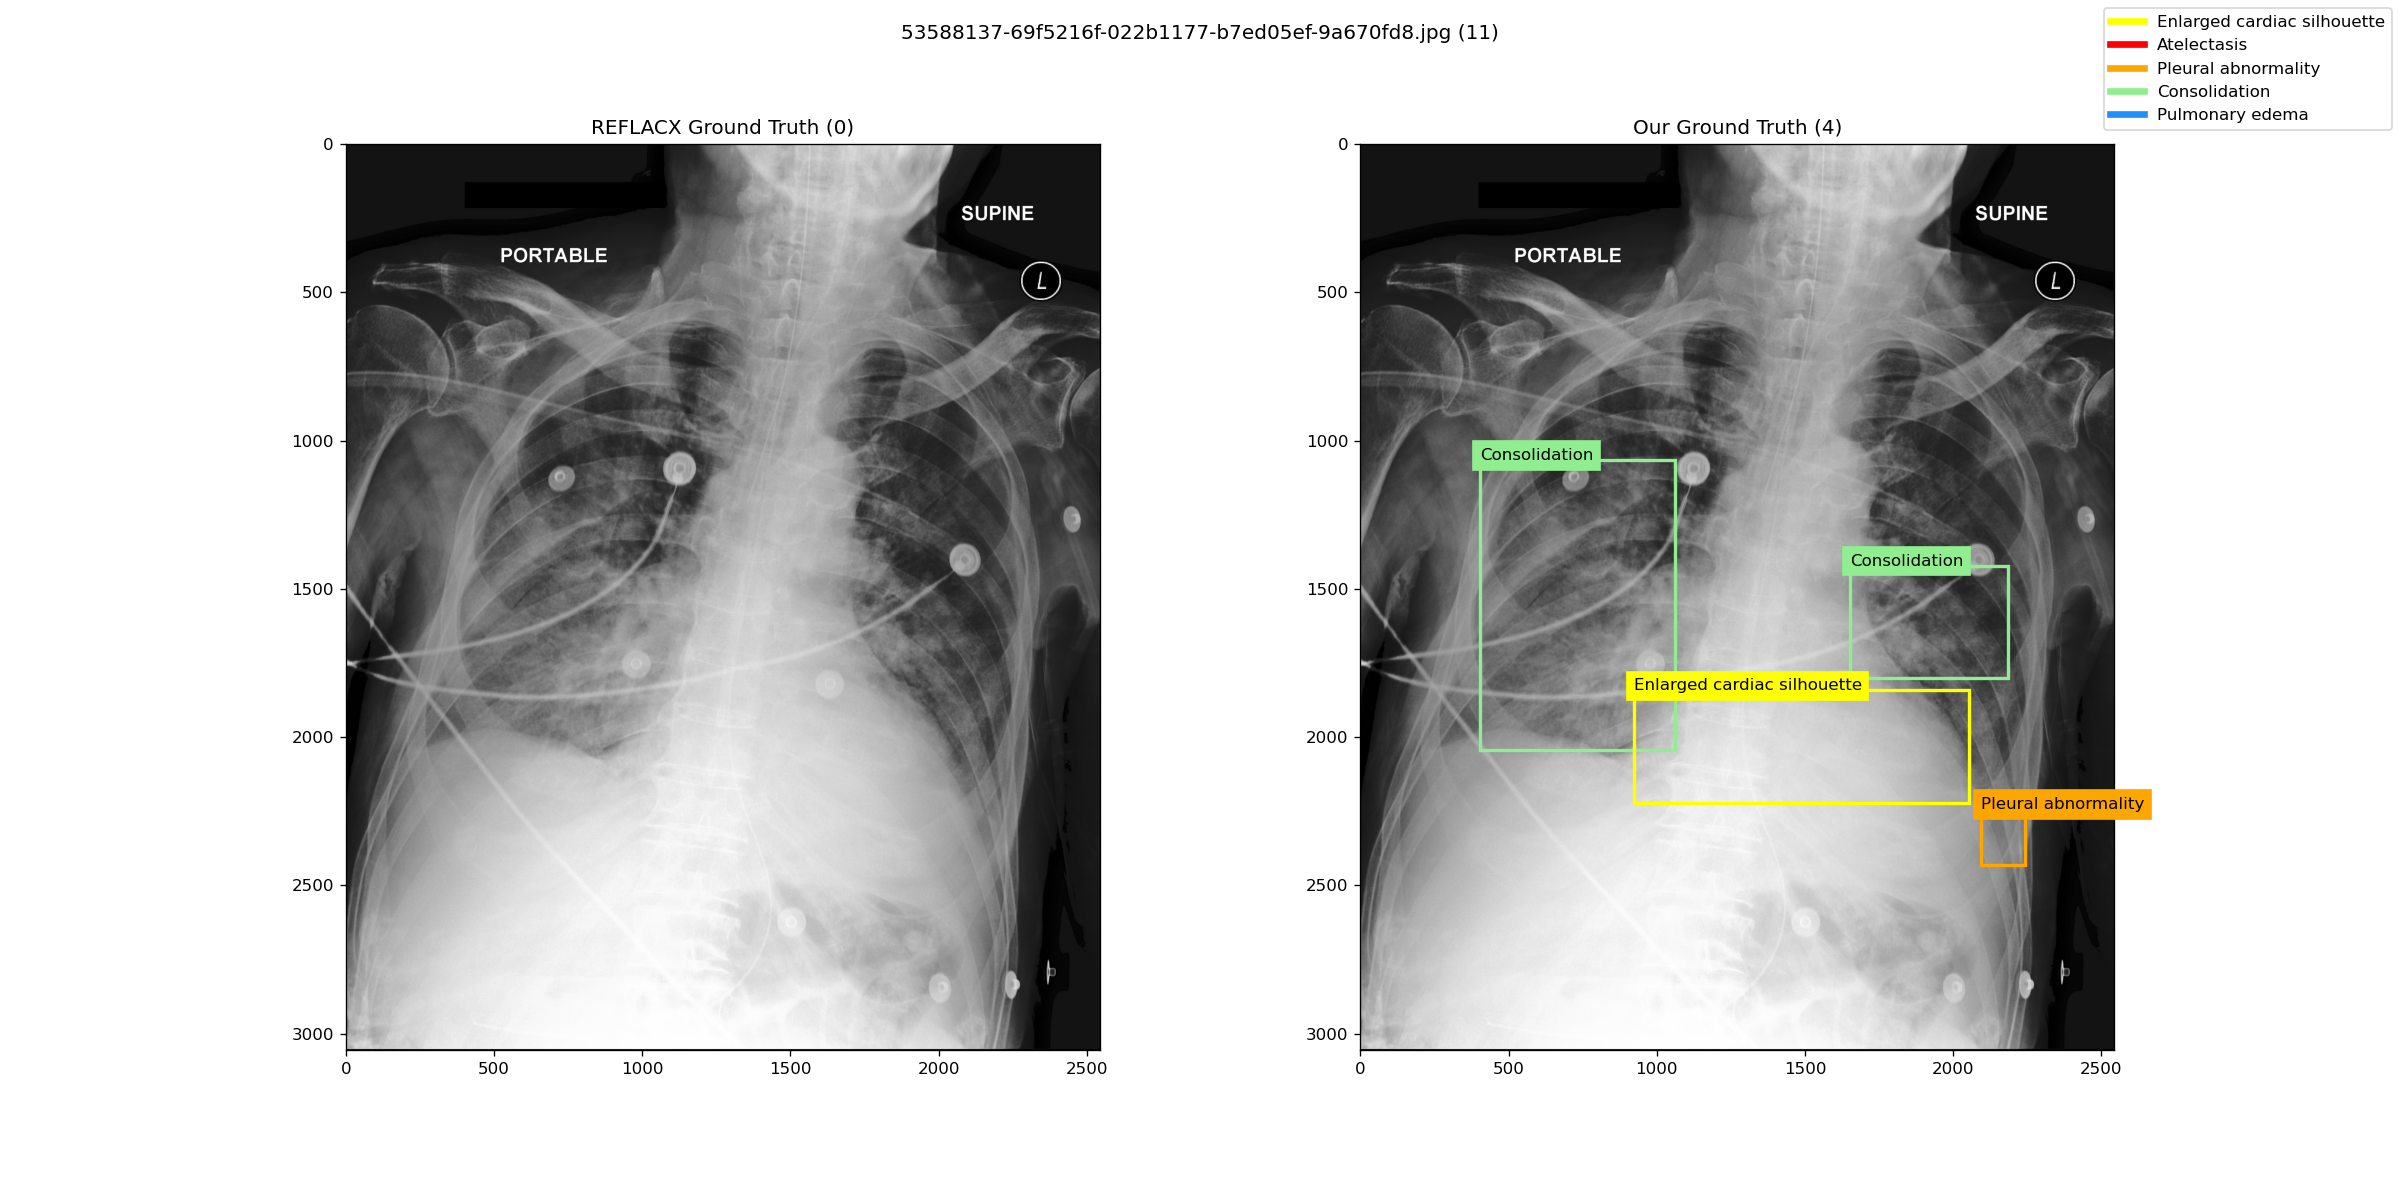 53588137-69f5216f-022b1177-b7ed05ef-9a670fd8.jpg (11)
Enlarged cardiac silhouette
Atelectasis
Pleural abnormality
Consolidation
Pulmonary edema
REFLACX Ground Truth (0)
0
500
1000
1500
2000
2500
3000
0
500
1000
1500
2000
2500
SUPINE
PORTABLE
L
Our Ground Truth (4)
0
500
1000
1500
2000
2500
3000
0
500
1000
1500
2000
2500
SUPINE
PORTABLE
L
Consolidation
Consolidation
Enlarged cardiac silhouette
Pleural abnormality